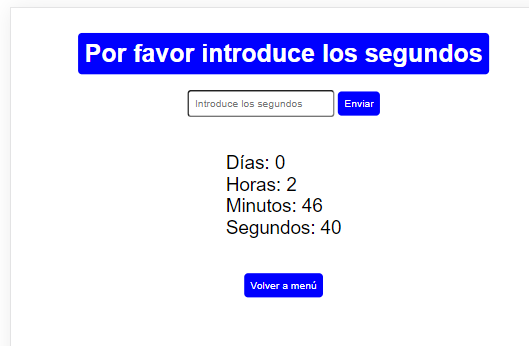 Por favor introduce los segundos
Introduce los segundos Enviar
Días: 0
Horas: 2
Minutos: 46
Segundos: 40
Volver a menú